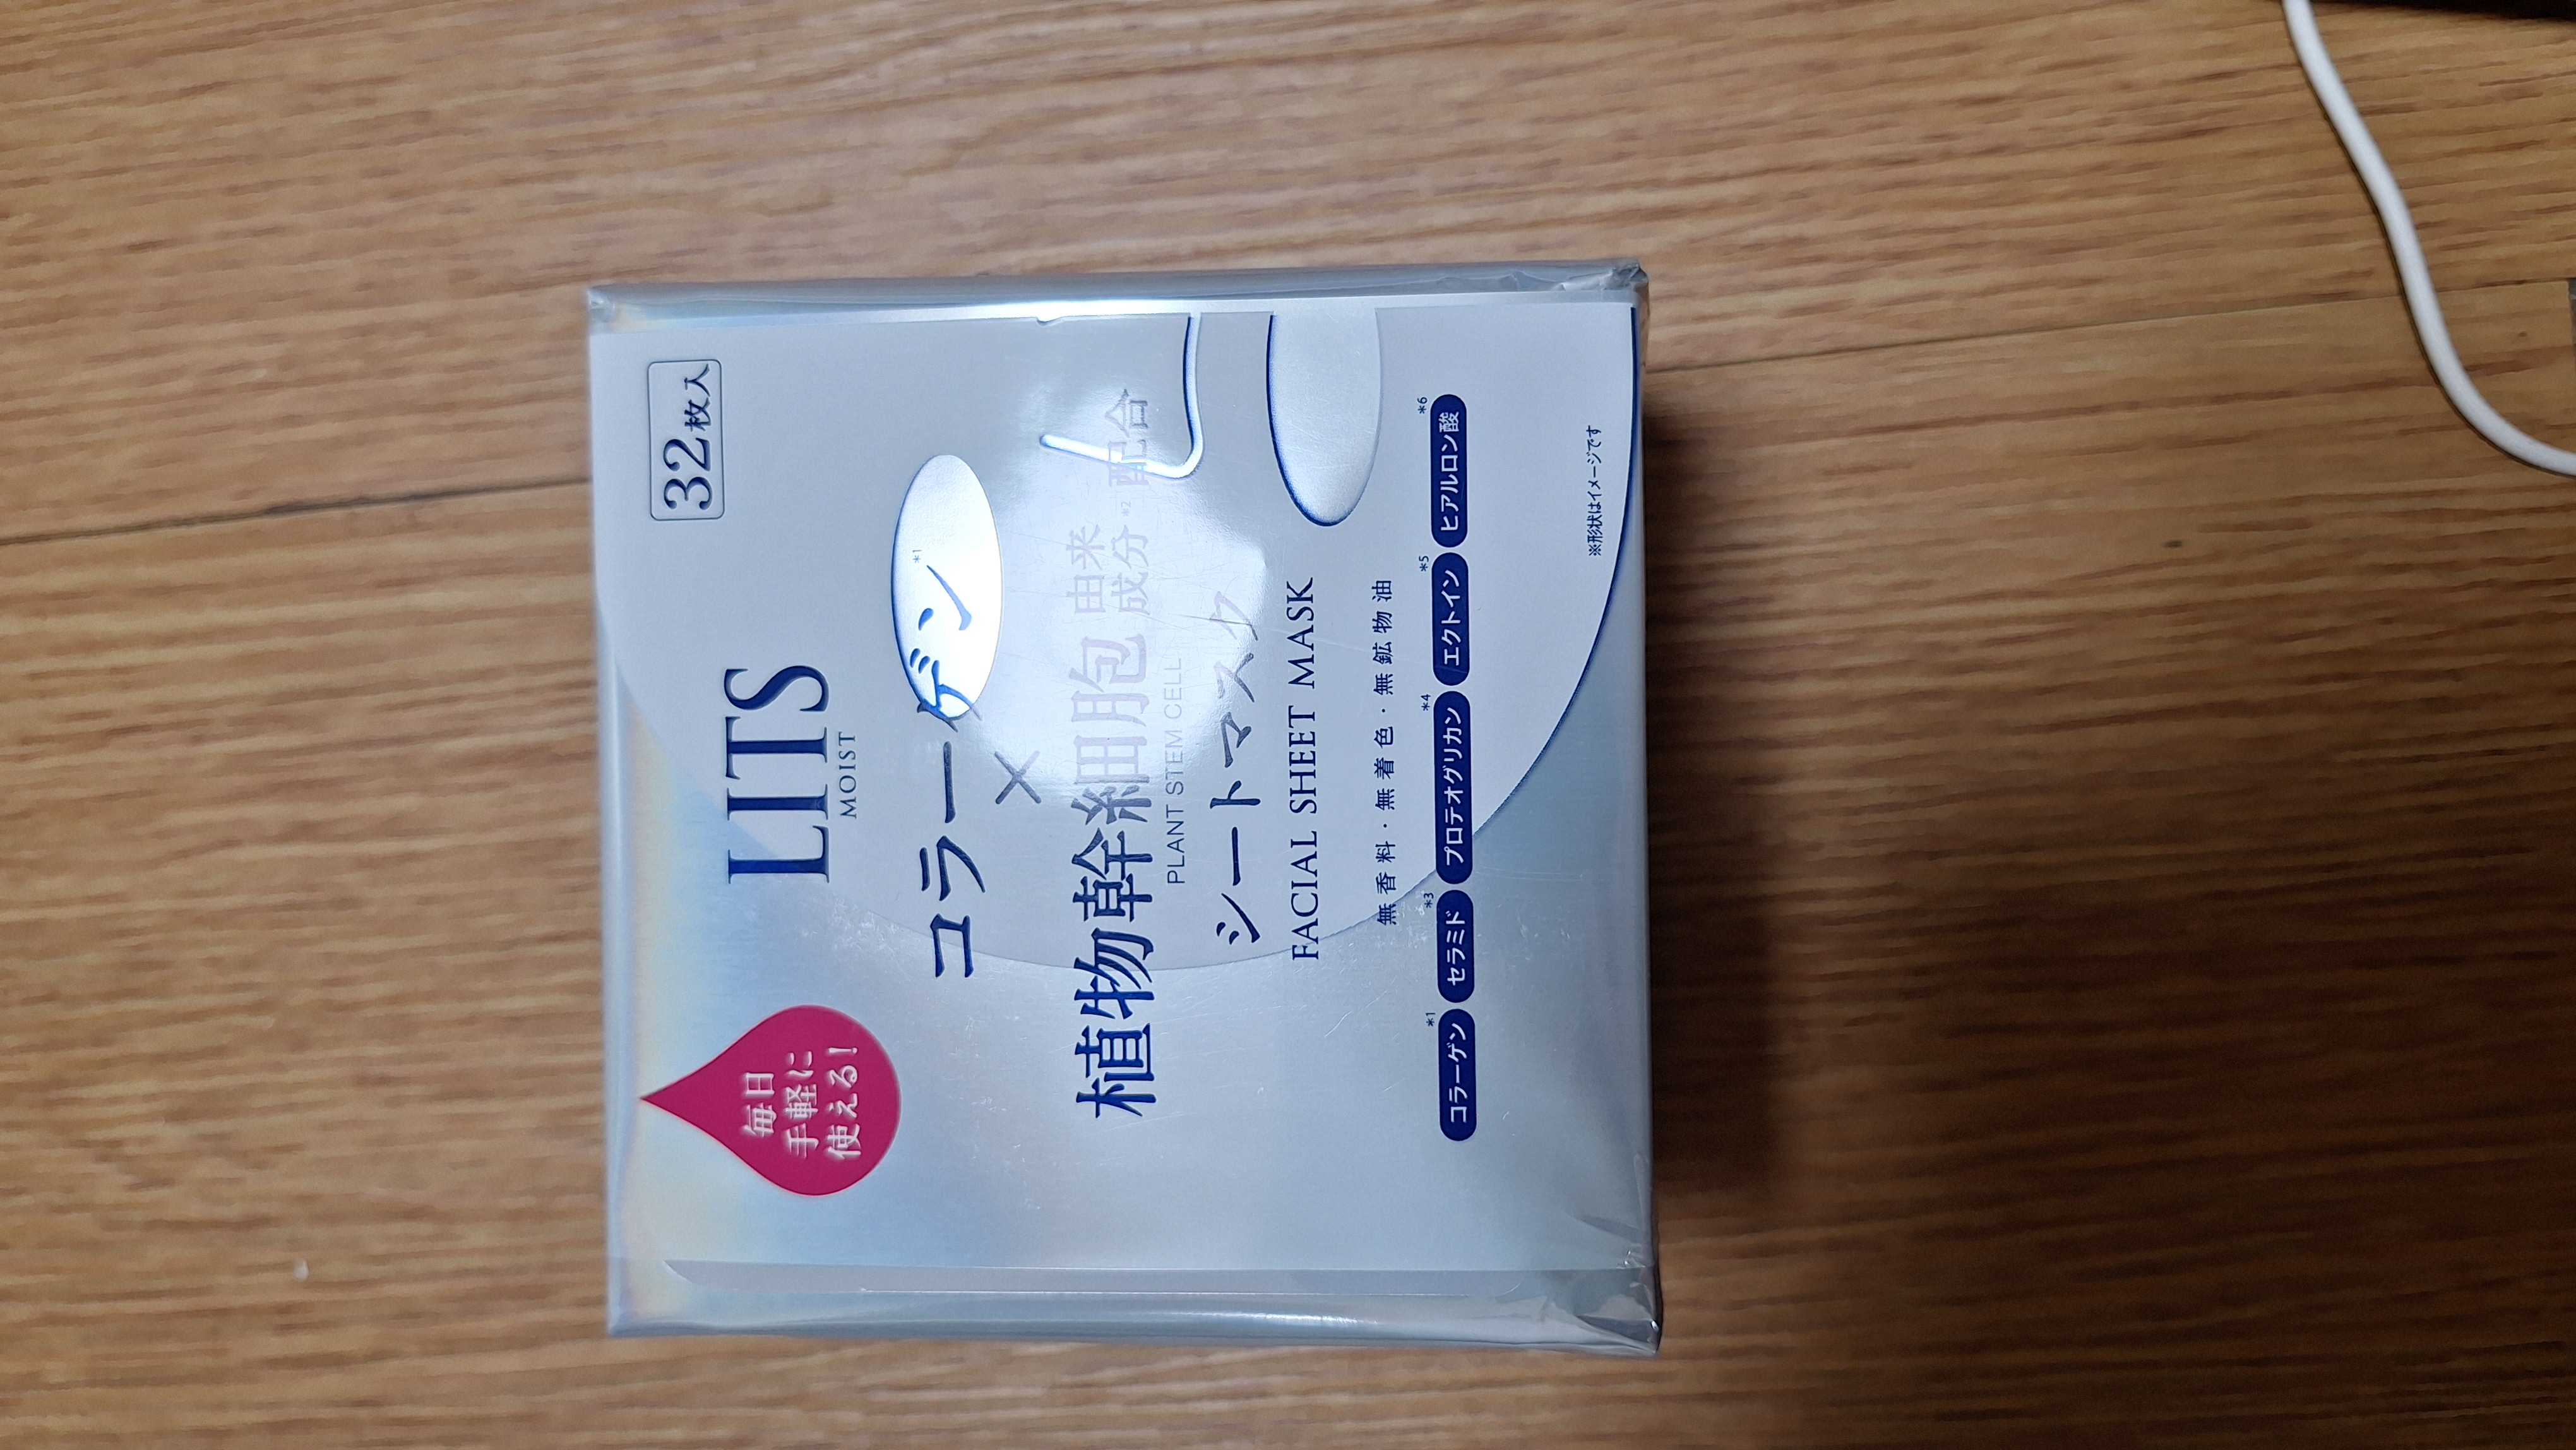 32枚入
毎日
手軽に
使える!
LITS
MOIST
コラーゲン*1
×
植物幹細胞由来成分*2配合
PLANT STEM CELL
シートマスク
FACIAL SHEET MASK
無香料・無着色・無鉱物油
コラーゲン*1 セラミド*3 プロテオグリカン*4 エクトイン*5 ヒアルロン酸*6
※形状はイメージです